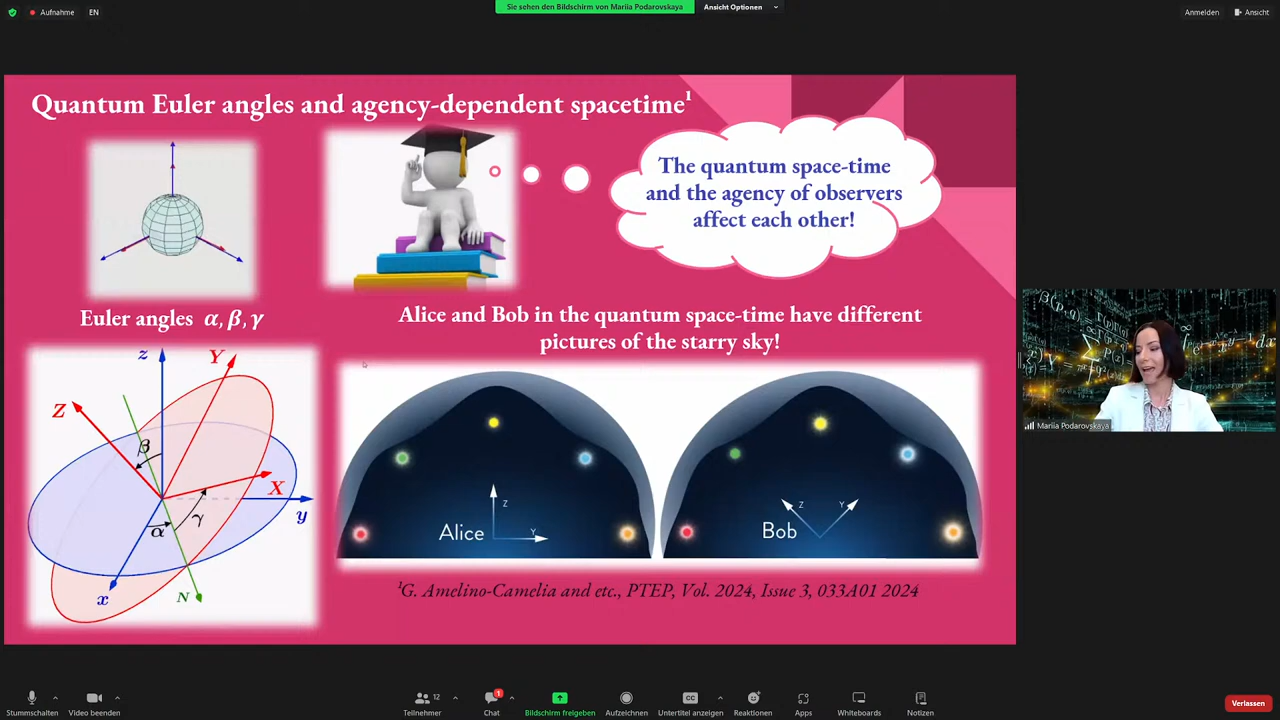 Aufnahme
EN
Sie sehen den Bildschirm von Mariia Podarovskaya
Ansicht Optionen
Anmelden
Ansicht
Quantum Euler angles and agency-dependent spacetime¹
The quantum space-time
and the agency of observers
affect each other!
Euler angles α, β, γ
Alice and Bob in the quantum space-time have different
pictures of the starry sky!
z
Y
Z
β
X
γ
y
α
x
N
Z
Alice
Y
Z
Y
Bob
¹G. Amelino-Camelia and etc., PTEP, Vol. 2024, Issue 3, 033A01 2024
Mariia Podarovskaya
Stummschalten
Video beenden
12
Teilnehmer
1
Chat
Bildschirm freigeben
Aufzeichnen
CC
Untertitel anzeigen
Reaktionen
Apps
Whiteboards
Notizen
Verlassen